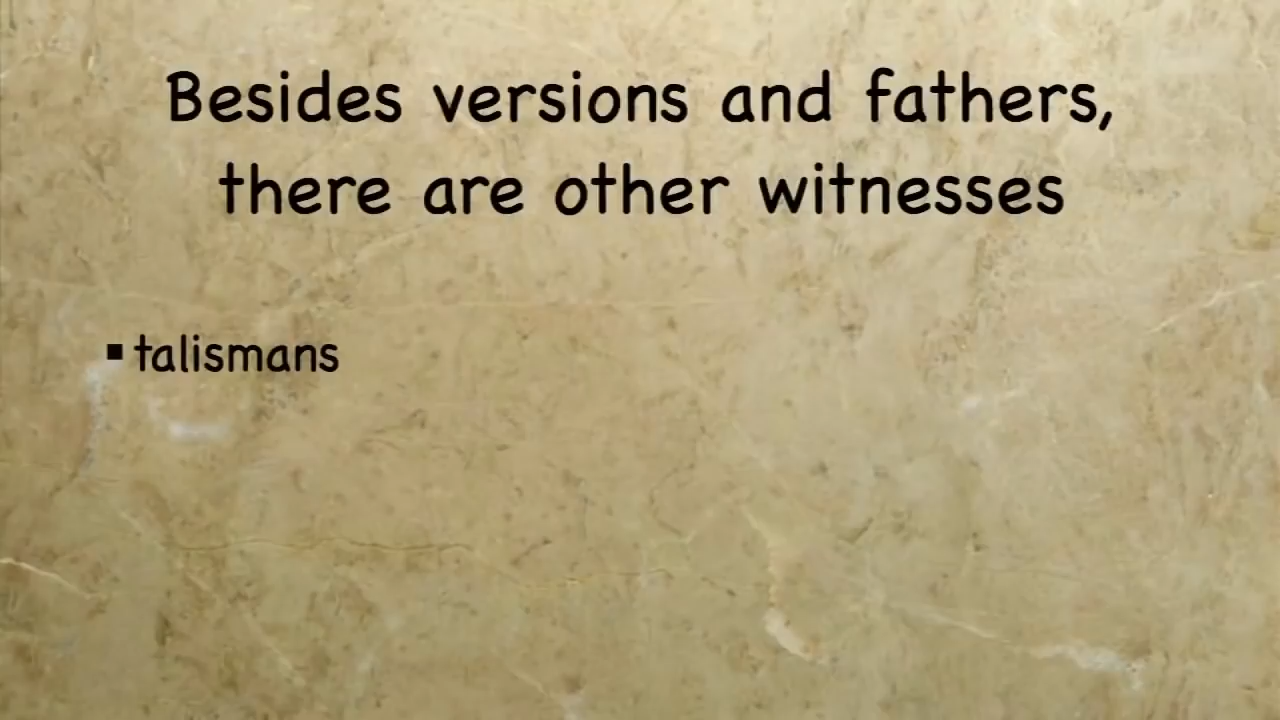 Besides versions and fathers,
there are other witnesses
▪ talismans